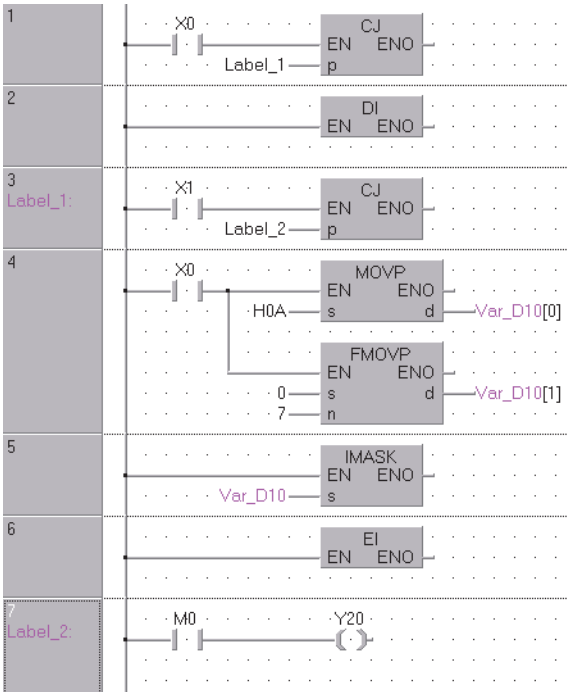 1
X0
CJ
EN ENO
Label_1 p
2
DI
EN ENO
3
Label_1:
X1
CJ
EN ENO
Label_2 p
4
X0
MOVP
EN ENO
H0A s d Var_D10[0]
FMOVP
EN ENO
0 s d Var_D10[1]
7 n
5
IMASK
EN ENO
Var_D10 s
6
EI
EN ENO
7
Label_2:
M0 Y20